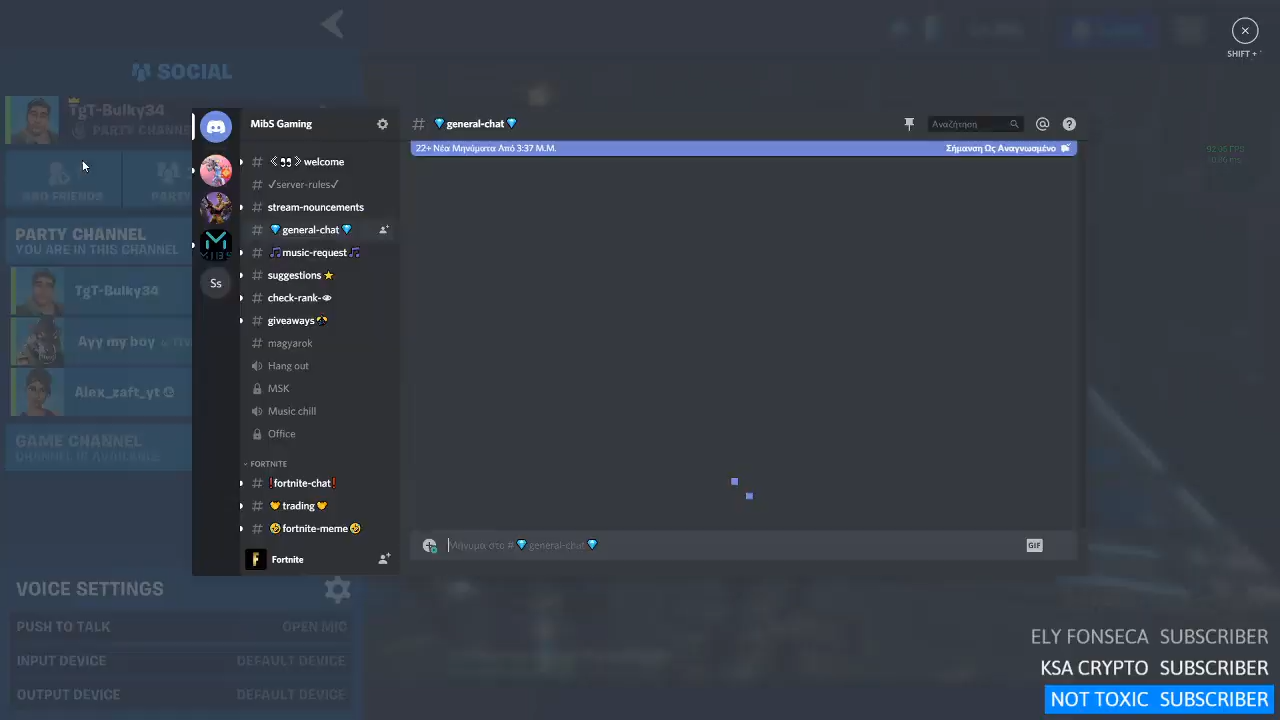 SHIFT + `
SOCIAL
TgT-Bulky34
PARTY CHANNE
ADD FRIENDS
PARTY
PARTY CHANNEL
YOU ARE IN THIS CHANNEL
TgT-Bulky34
Ayy my boy
Alex_zaft_yt
GAME CHANNEL
CHANNEL IS AVAILABLE
VOICE SETTINGS
PUSH TO TALK OPEN MIC
INPUT DEVICE DEFAULT DEVICE
OUTPUT DEVICE DEFAULT DEVICE
MibS Gaming
Ss
# 《👀》welcome
# ✓server-rules✓
stream-nouncements
# 💎general-chat💎
# 🎵music-request🎵
# suggestions⭐
# check-rank-👁
# giveaways
# magyarok
Hang out
MSK
Music chill
Office
FORTNITE
# ❗fortnite-chat❗
# 🧡trading🧡
# 🤣fortnite-meme🤣
Fortnite
# 💎general-chat💎
Αναζήτηση
22+ Νέα Μηνύματα Από 3:37 Μ.Μ. Σήμανση Ως Αναγνωσμένο
Μήνυμα στο # 💎general-chat💎
GIF
ELY FONSECA SUBSCRIBER
KSA CRYPTO SUBSCRIBER
NOT TOXIC SUBSCRIBER